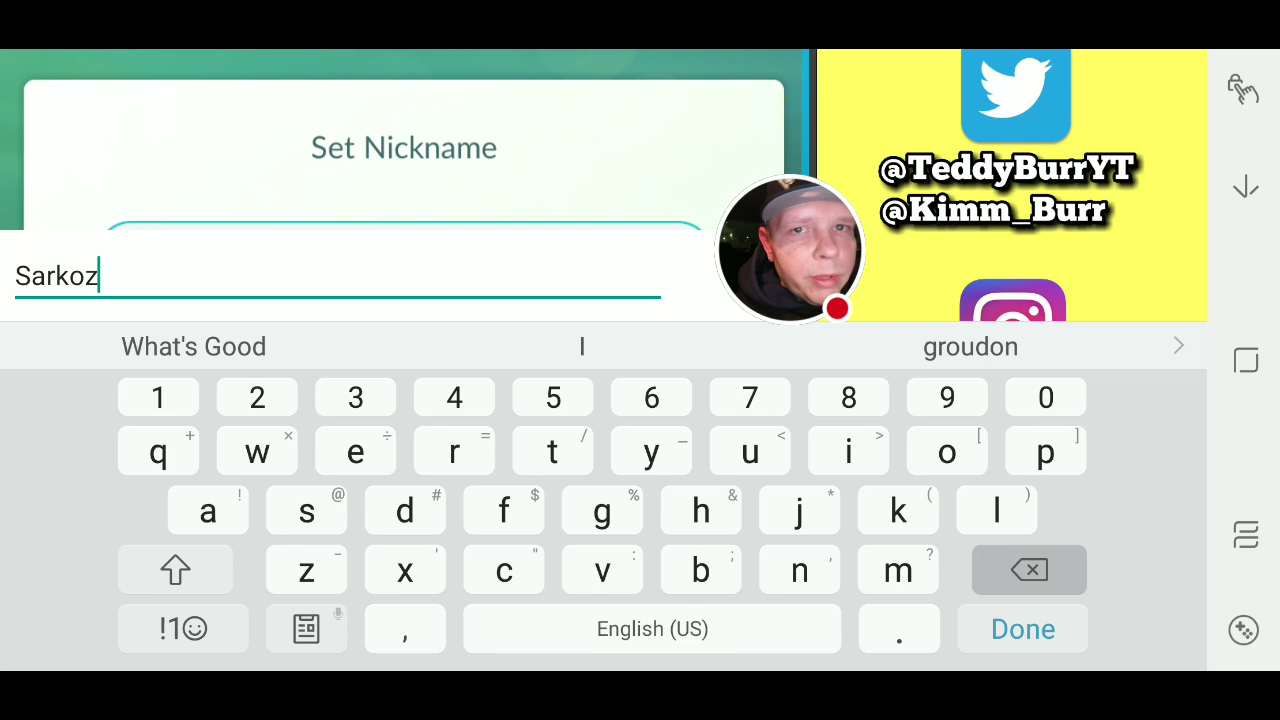 Set Nickname
@TeddyBurrYT
@Kimm_Burr
Sarkoz
What's Good I groudon
1 2 3 4 5 6 7 8 9 0
q + w × e ÷ r = t / y _ u < i > o [ p ]
a ! s @ d # f $ g % h & j * k ( l )
z - x ' c " v : b ; n , m ?
!1☺ , English (US) . Done